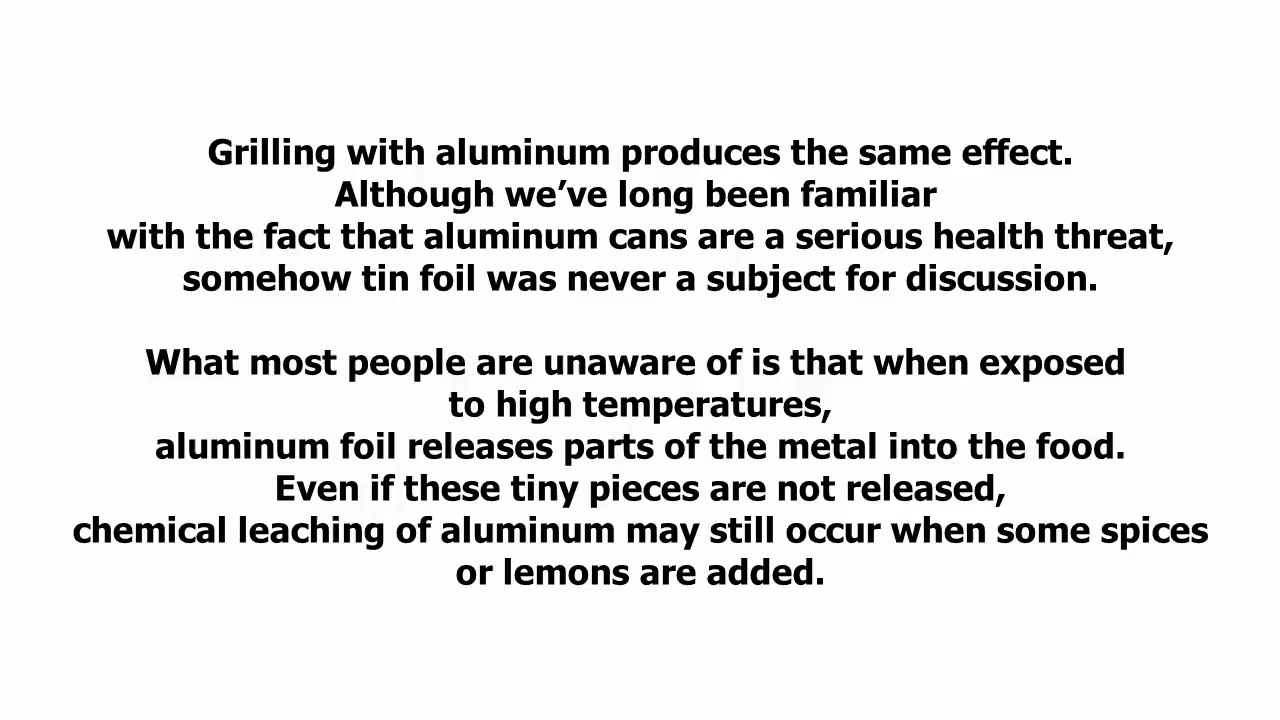 Grilling with aluminum produces the same effect.
Although we’ve long been familiar
with the fact that aluminum cans are a serious health threat,
somehow tin foil was never a subject for discussion.
What most people are unaware of is that when exposed
to high temperatures,
aluminum foil releases parts of the metal into the food.
Even if these tiny pieces are not released,
chemical leaching of aluminum may still occur when some spices
or lemons are added.